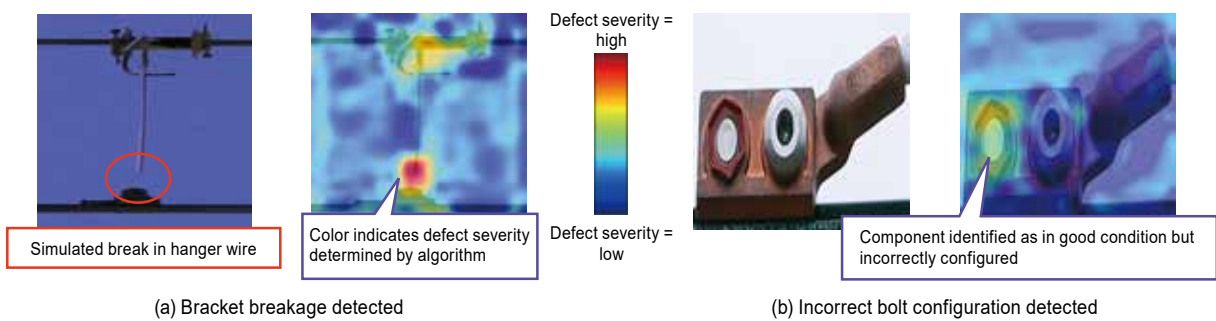 Defect severity =
high
Defect severity =
low
Simulated break in hanger wire
Color indicates defect severity
determined by algorithm
Component identified as in good condition but
incorrectly configured
(a) Bracket breakage detected
(b) Incorrect bolt configuration detected